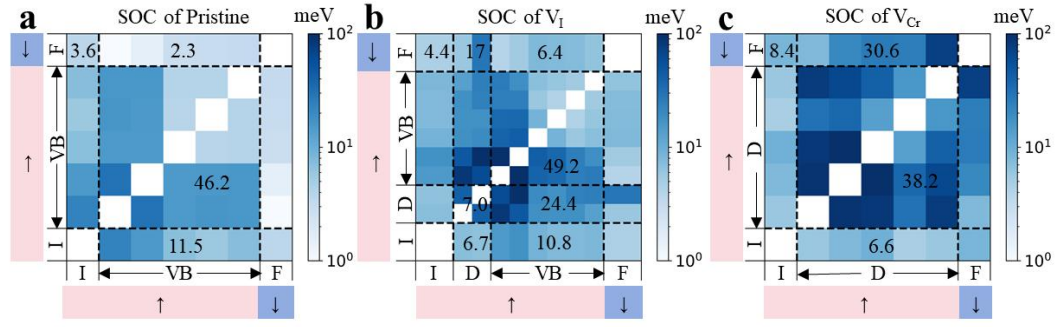 a SOC of Pristine meV
↓ F 3.6 2.3 10²
↑ VB 46.2 10¹
I 11.5 10⁰
I VB F
↑ ↓
b SOC of V_I meV
↓ F 4.4 17 6.4 10²
↑ VB 49.2 10¹
D 7.0 24.4
I 6.7 10.8 10⁰
I D VB F
↑ ↓
c SOC of V_Cr meV
↓ F 8.4 30.6 10²
↑ D 38.2 10¹
I 6.6 10⁰
I D F
↑ ↓